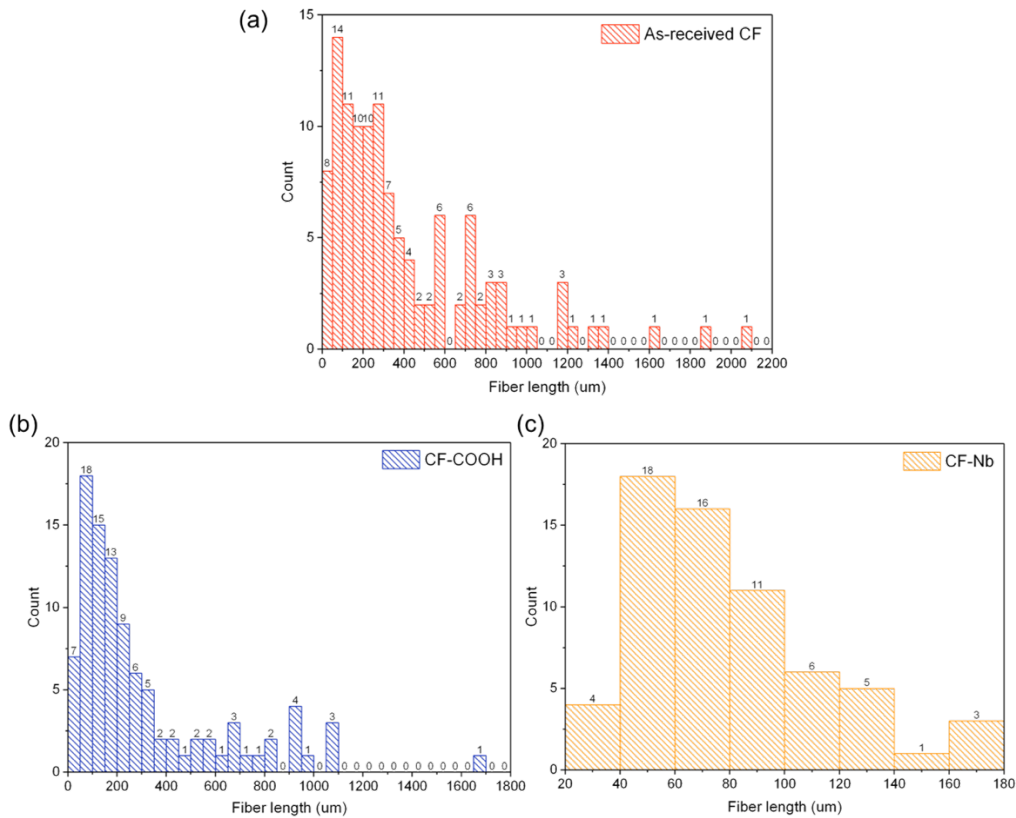 (a)
As-received CF
Count
15
10
5
0
8 14 11 10 10 11 7 5 4 2 2 6 0 2 6 2 3 3 1 1 1 0 0 3 1 0 1 1 0 0 0 0 1 0 0 0 0 1 0 0 0 1 0 0
0 200 400 600 800 1000 1200 1400 1600 1800 2000 2200
Fiber length (um)
(b)
CF-COOH
Count
20
15
10
5
0
7 18 15 13 9 6 5 2 2 1 2 2 1 3 1 1 2 0 4 1 0 3 0 0 0 0 0 0 0 0 0 0 0 1 0 0
0 200 400 600 800 1000 1200 1400 1600 1800
Fiber length (um)
(c)
CF-Nb
Count
20
15
10
5
0
4 18 16 11 6 5 1 3
20 40 60 80 100 120 140 160 180
Fiber length (um)